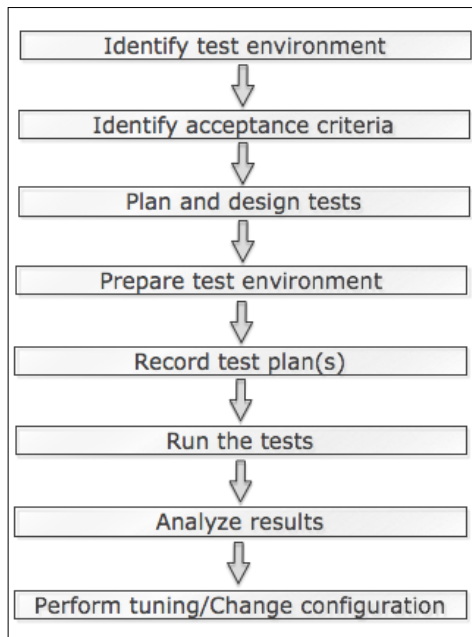 Identify test environment
Identify acceptance criteria
Plan and design tests
Prepare test environment
Record test plan(s)
Run the tests
Analyze results
Perform tuning/Change configuration